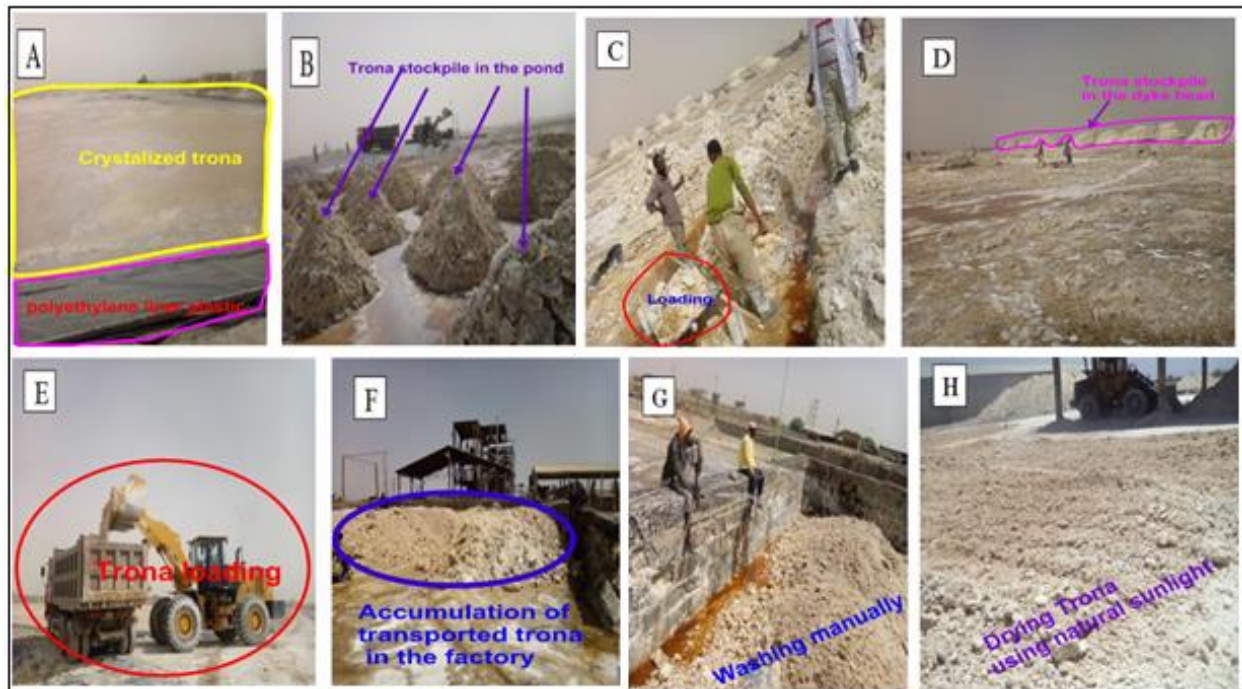 A
Crystalized trona
polyethylene liner plastic
B
Trona stockpile in the pond
C
Loading
D
Trona stockpile
in the dyke head
E
Trona loading
F
Accumulation of
transported trona
in the factory
G
Washing manually
H
Drying Trona
using natural sunlight